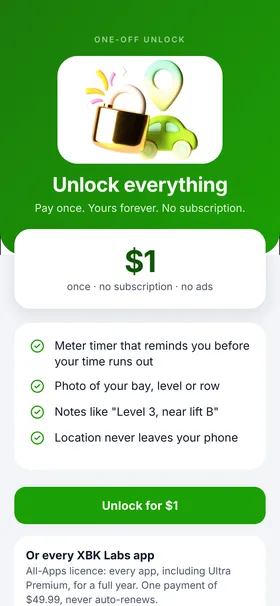 ONE-OFF UNLOCK
Unlock everything
Pay once. Yours forever. No subscription.
$1
once · no subscription · no ads
Meter timer that reminds you before
your time runs out
Photo of your bay, level or row
Notes like "Level 3, near lift B"
Location never leaves your phone
Unlock for $1
Or every XBK Labs app
All-Apps licence: every app, including Ultra
Premium, for a full year. One payment of
$49.99, never auto-renews.